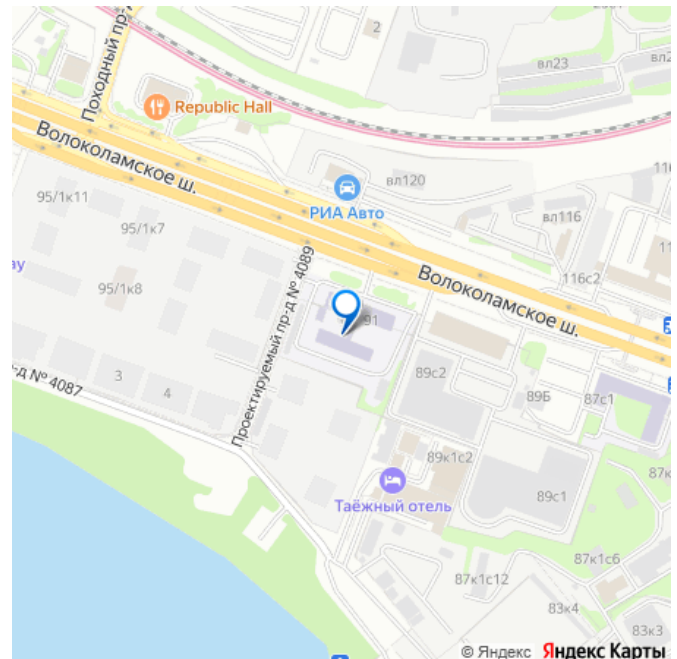 2
вл23
Походный пр-
Republic Hall
Волоколамское ш.
вл120
РИА Авто
вл116
116с2
95/1к11
95/1к7
95/1к8
Проектируемый пр-д № 4089
91
Волоколамское ш.
3
4
-д № 4087
89с2
89Б
87с1
89к1с2
Таёжный отель
89с1
87к1с6
87к1с12
83к4
83к3
© Яндекс Яндекс Карты